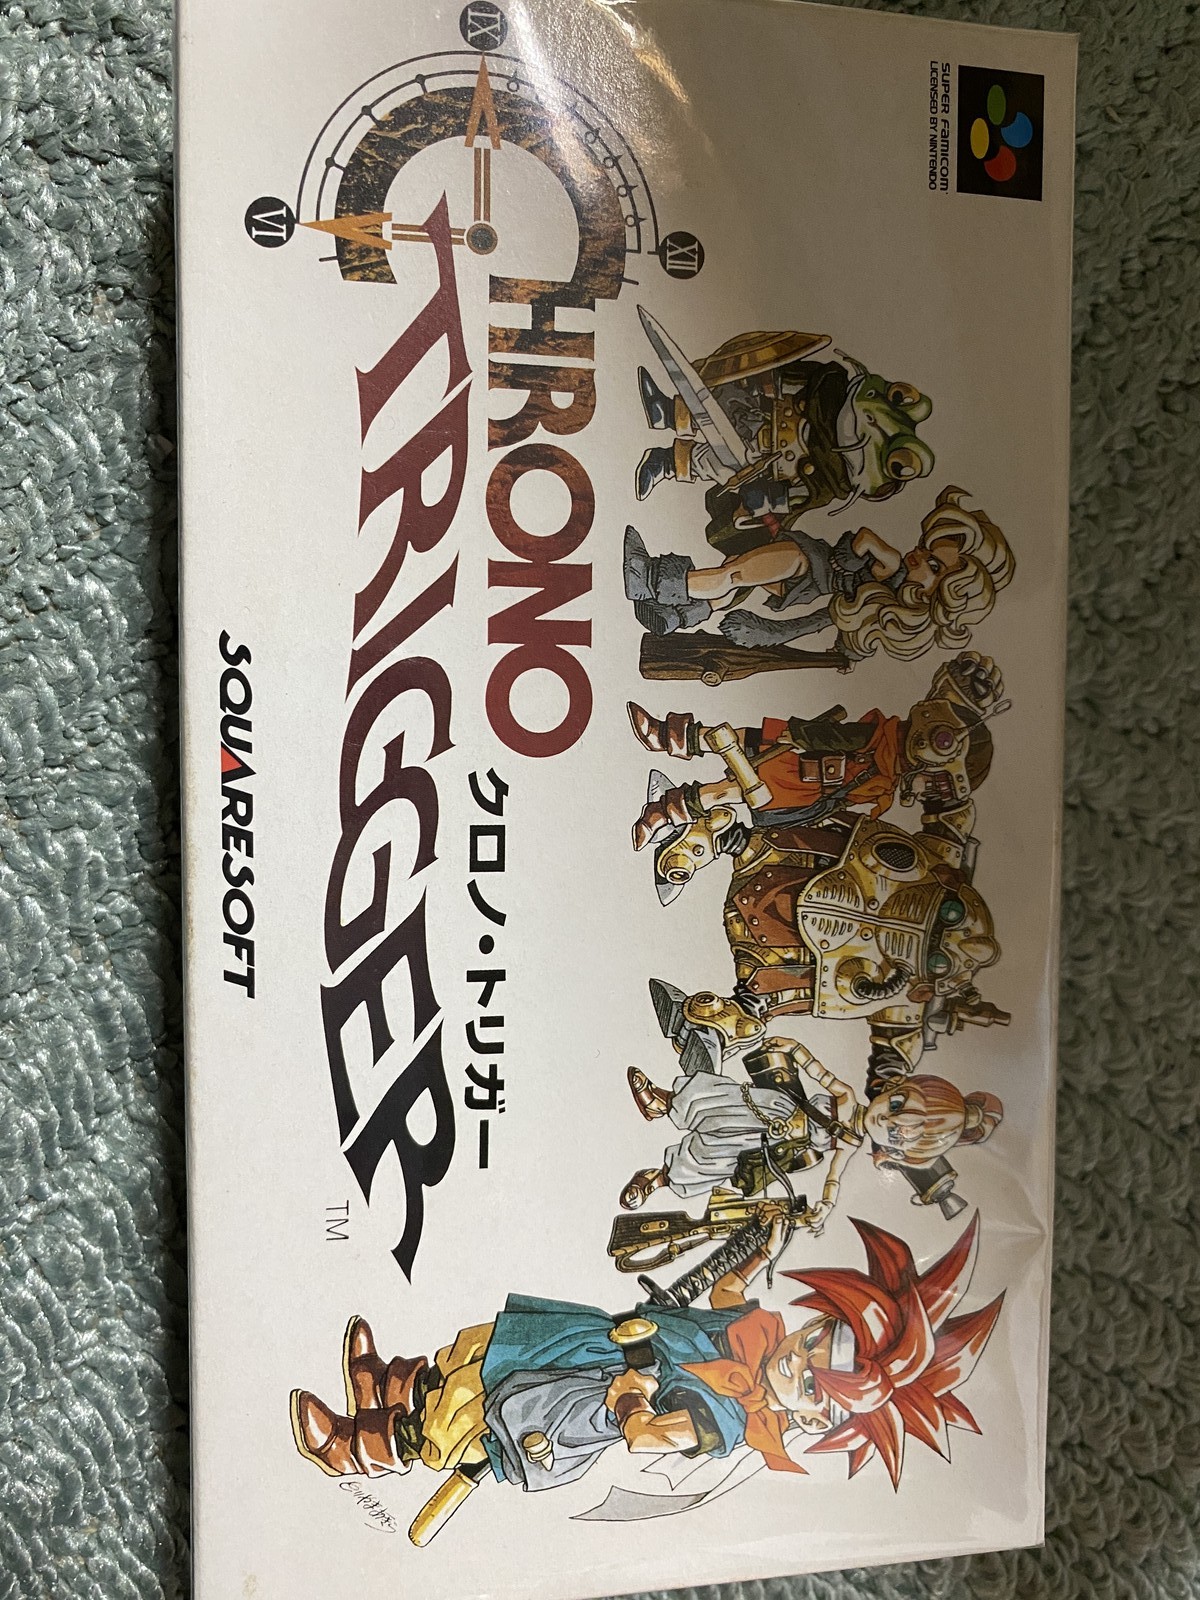 SUPER FAMICOM
LICENSED BY NINTENDO
XII
IX
VI
CHRONO
クロノ・トリガー
TRIGGER
TM
SQUARESOFT